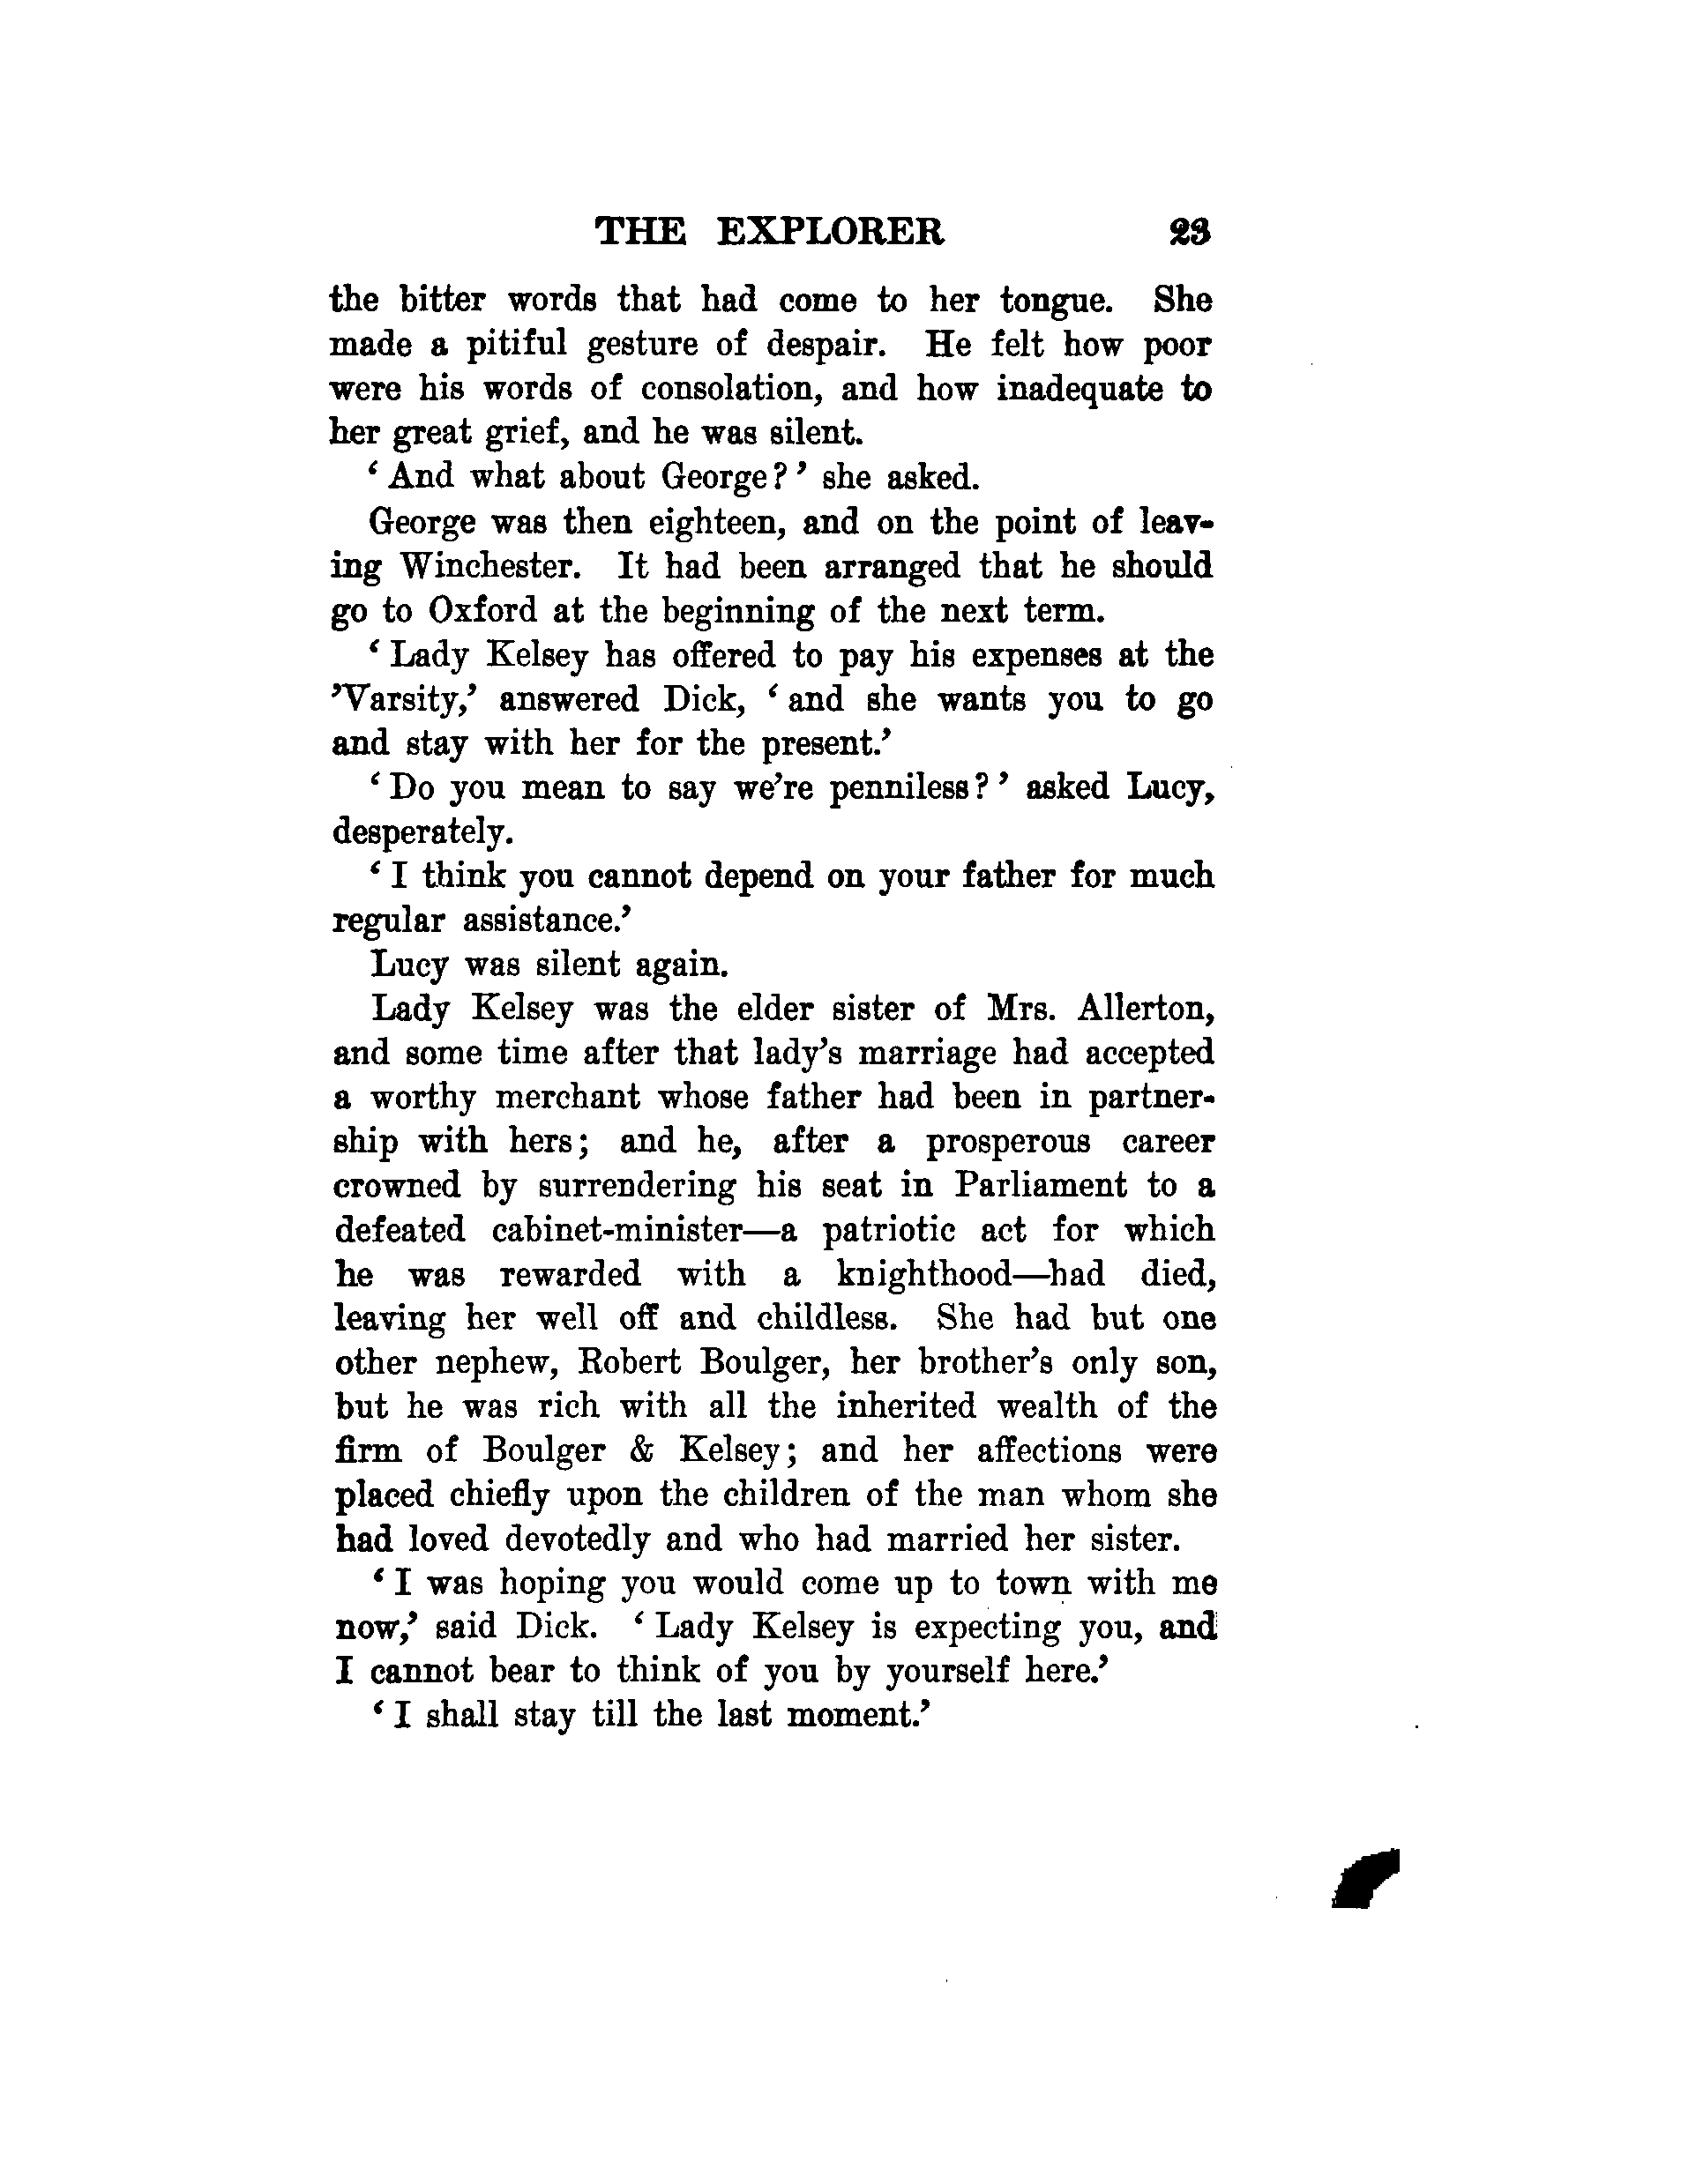 THE EXPLORER 23
the bitter words that had come to her tongue. She
made a pitiful gesture of despair. He felt how poor
were his words of consolation, and how inadequate to
her great grief, and he was silent.
‘And what about George?’ she asked.
George was then eighteen, and on the point of leav-
ing Winchester. It had been arranged that he should
go to Oxford at the beginning of the next term.
‘Lady Kelsey has offered to pay his expenses at the
’Varsity,’ answered Dick, ‘and she wants you to go
and stay with her for the present.’
‘Do you mean to say we’re penniless?’ asked Lucy,
desperately.
‘I think you cannot depend on your father for much
regular assistance.’
Lucy was silent again.
Lady Kelsey was the elder sister of Mrs. Allerton,
and some time after that lady’s marriage had accepted
a worthy merchant whose father had been in partner-
ship with hers; and he, after a prosperous career
crowned by surrendering his seat in Parliament to a
defeated cabinet-minister—a patriotic act for which
he was rewarded with a knighthood—had died,
leaving her well off and childless. She had but one
other nephew, Robert Boulger, her brother’s only son,
but he was rich with all the inherited wealth of the
firm of Boulger & Kelsey; and her affections were
placed chiefly upon the children of the man whom she
had loved devotedly and who had married her sister.
‘I was hoping you would come up to town with me
now,’ said Dick. ‘Lady Kelsey is expecting you, and
I cannot bear to think of you by yourself here.’
‘I shall stay till the last moment.’